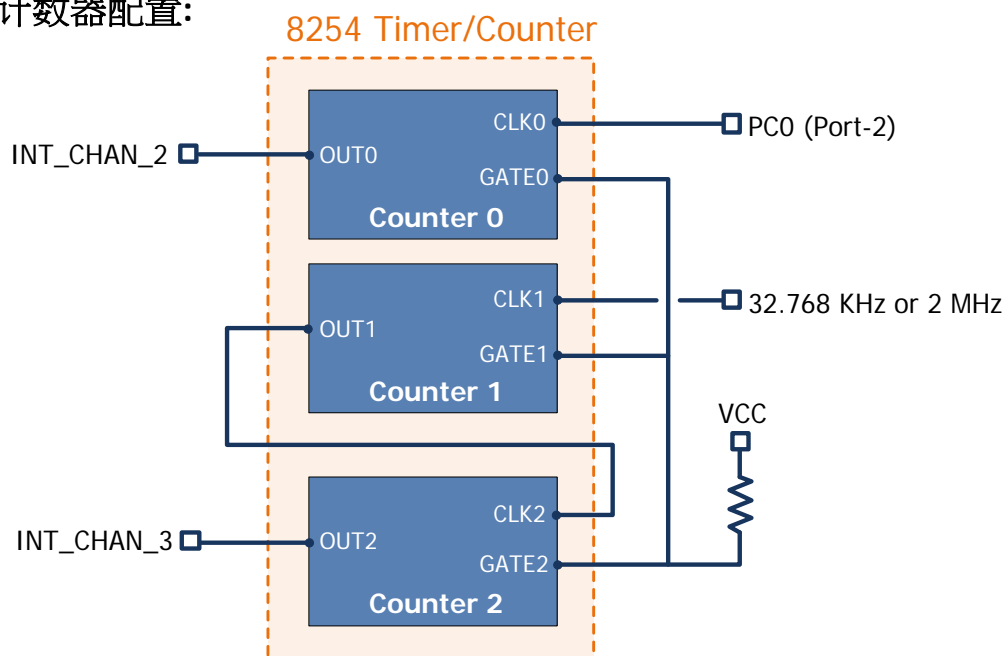 计数器配置:
8254 Timer/Counter
CLK0
PC0 (Port-2)
INT_CHAN_2
OUT0
GATE0
Counter 0
CLK1
32.768 KHz or 2 MHz
OUT1
GATE1
Counter 1
VCC
CLK2
INT_CHAN_3
OUT2
GATE2
Counter 2